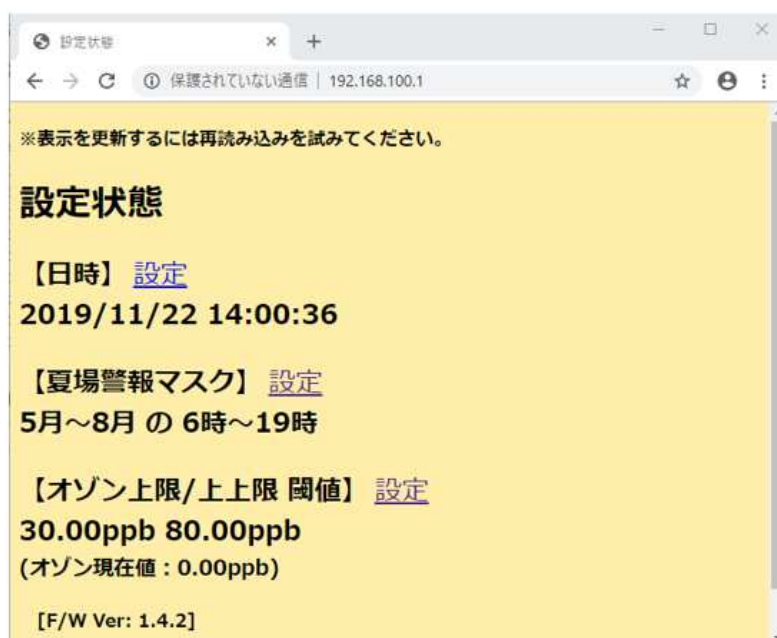 設定状態
保護されていない通信 | 192.168.100.1
※表示を更新するには再読み込みを試みてください。
設定状態
【日時】 設定
2019/11/22 14:00:36
【夏場警報マスク】 設定
5月～8月 の 6時～19時
【オゾン上限/上上限 閾値】 設定
30.00ppb 80.00ppb
(オゾン現在値：0.00ppb)
[F/W Ver: 1.4.2]